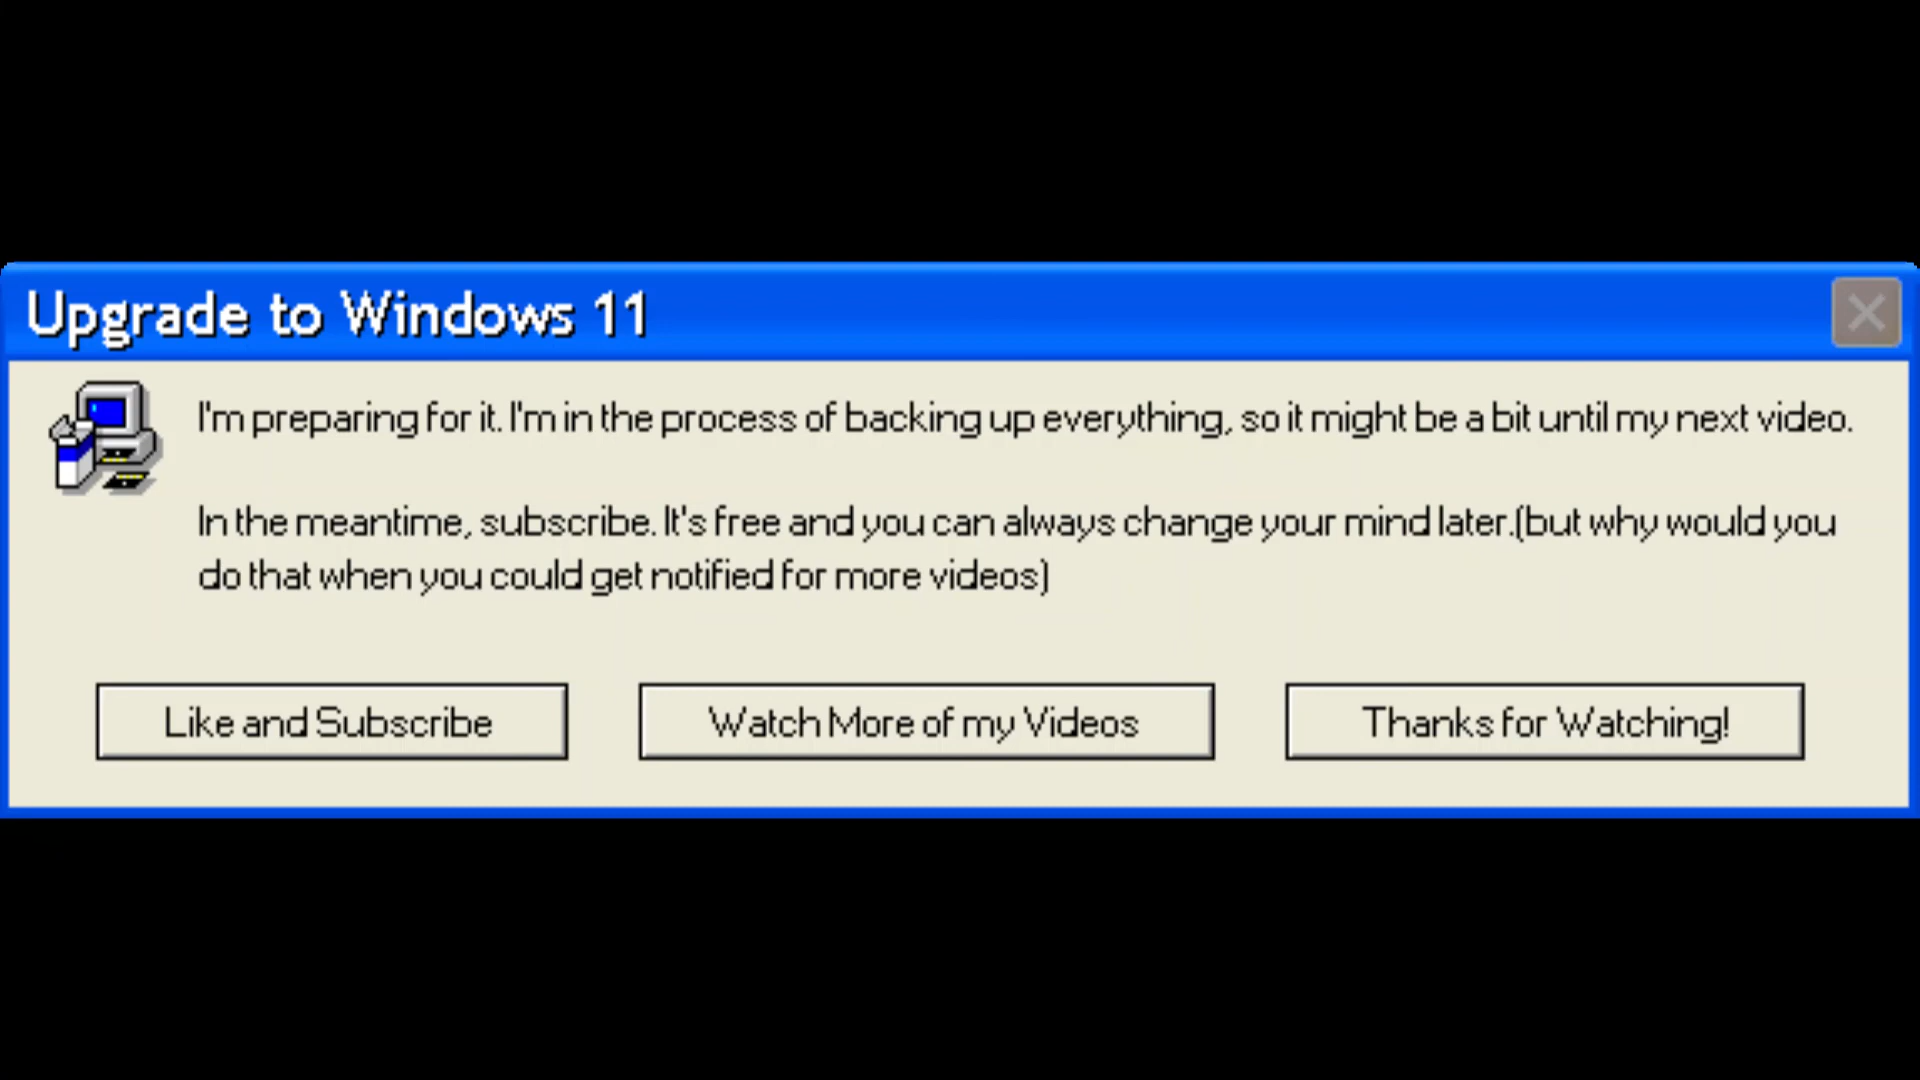 Upgrade to Windows 11
I'm preparing for it. I'm in the process of backing up everything, so it might be a bit until my next video.
In the meantime, subscribe. It's free and you can always change your mind later.(but why would you
do that when you could get notified for more videos)
Like and Subscribe
Watch More of my Videos
Thanks for Watching!